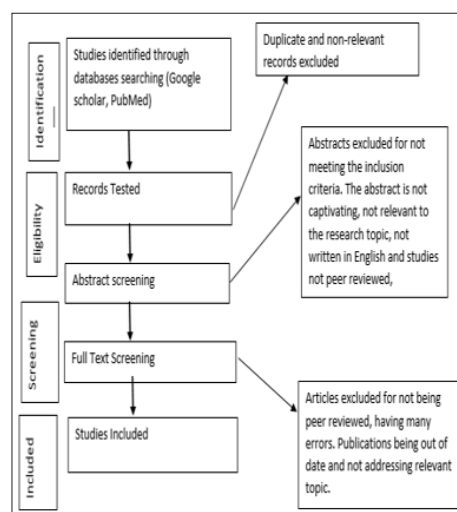 Identification
Studies identified through
databases searching (Google
scholar, PubMed)
Duplicate and non-relevant
records excluded
Eligibility
Records Tested
Abstracts excluded for not
meeting the inclusion
criteria. The abstract is not
captivating, not relevant to
the research topic, not
written in English and studies
not peer reviewed,
Abstract screening
Screening
Full Text Screening
Articles excluded for not being
peer reviewed, having many
errors. Publications being out of
date and not addressing relevant
topic.
Included
Studies Included